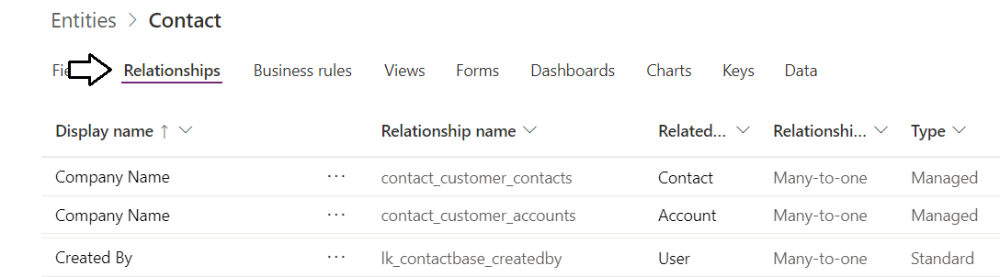 Entities > Contact
Fie Relationships Business rules Views Forms Dashboards Charts Keys Data
Display name ↑ Relationship name Related... Relationshi... Type
Company Name ... contact_customer_contacts Contact Many-to-one Managed
Company Name ... contact_customer_accounts Account Many-to-one Managed
Created By ... lk_contactbase_createdby User Many-to-one Standard